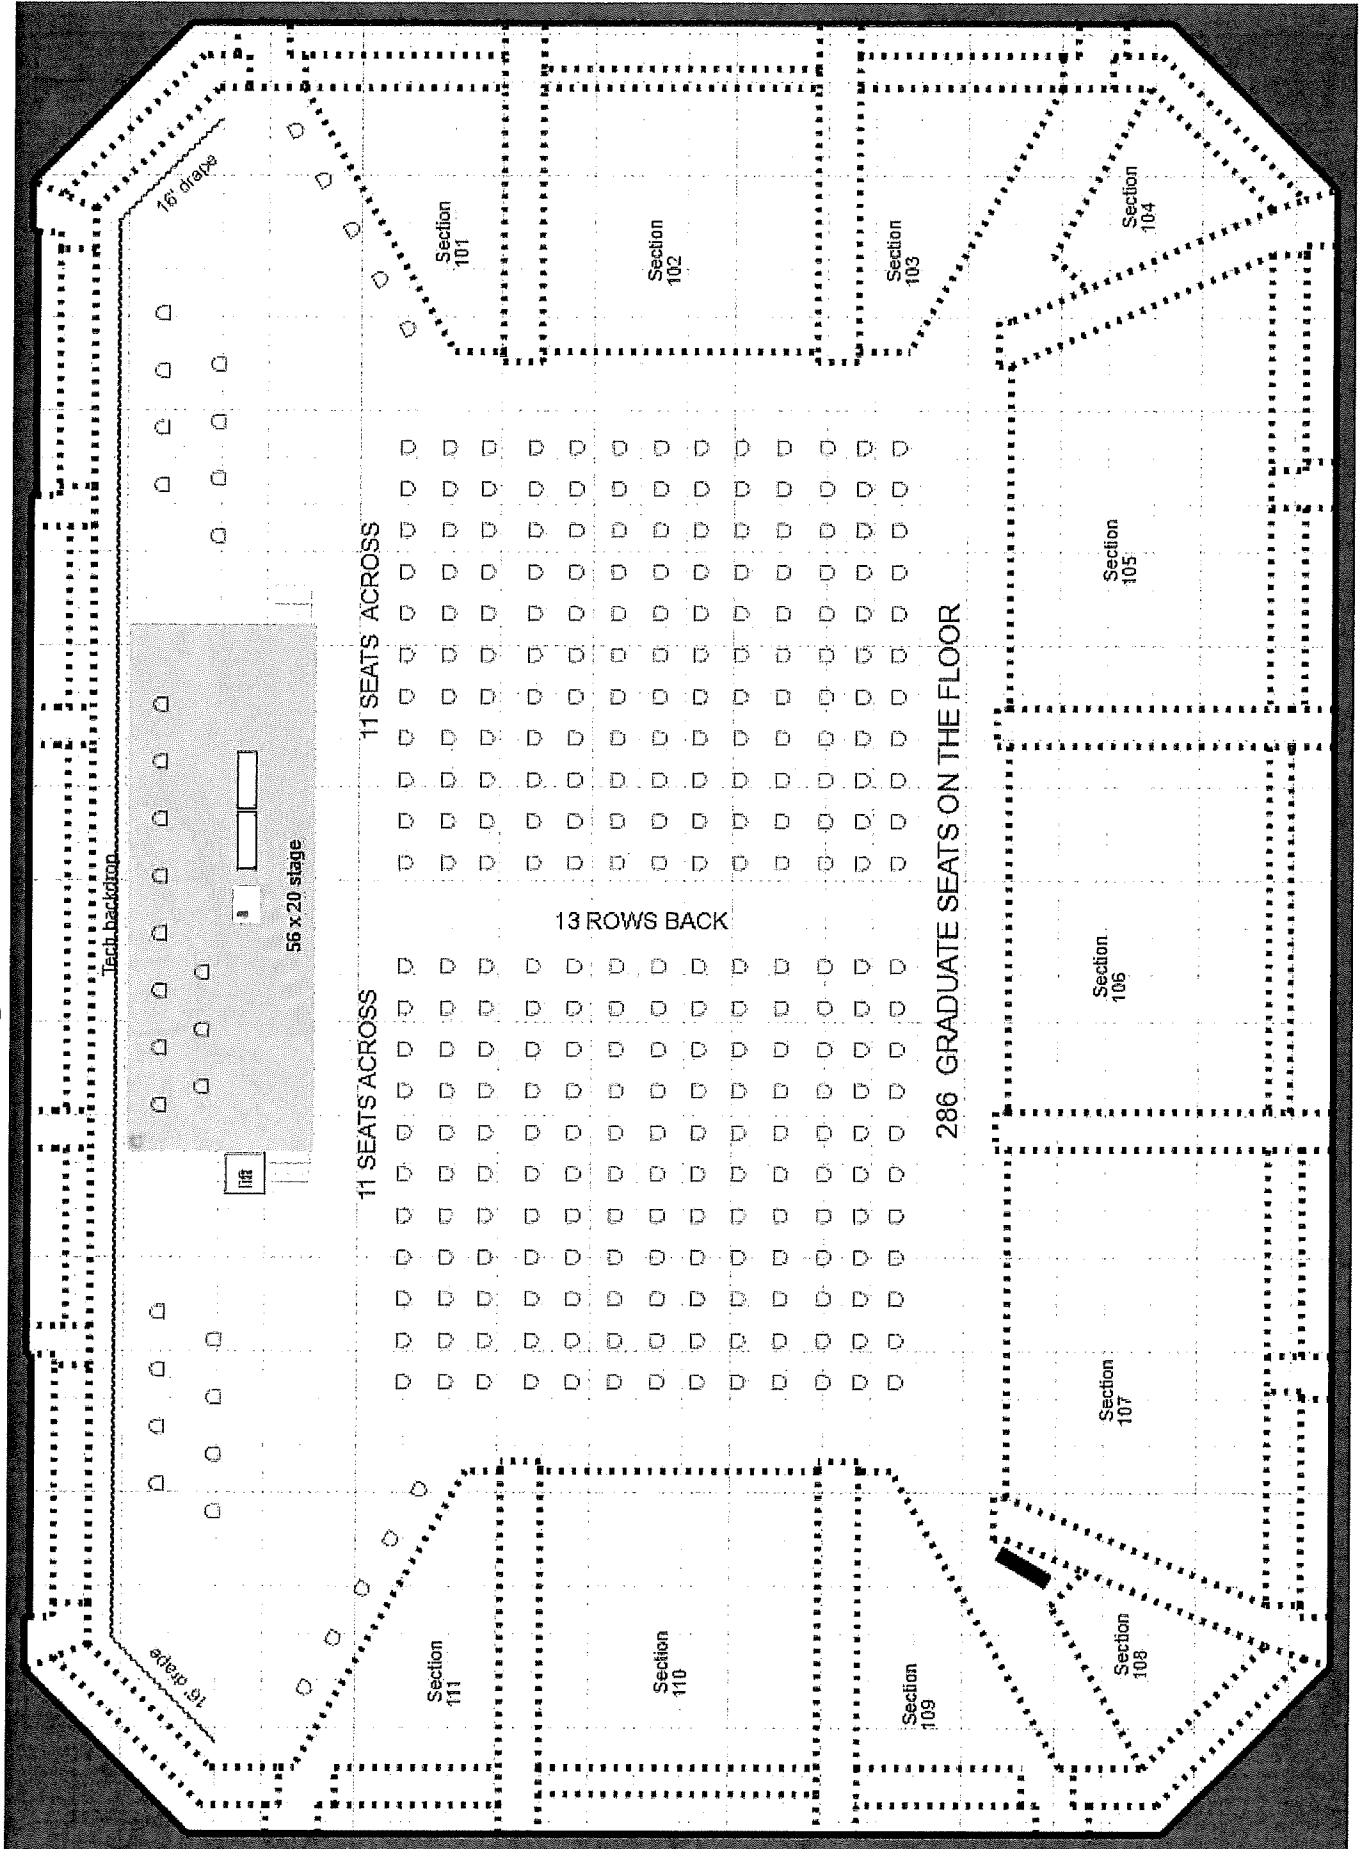 16' drape
Section
101
Section
102
Section
103
Section
104
11 SEATS ACROSS
Section
105
Tech backdrop
56 x 20 stage
13 ROWS BACK
286 GRADUATE SEATS ON THE FLOOR
Section
106
11 SEATS ACROSS
lift
Section
107
16' drape
Section
111
Section
110
Section
109
Section
108